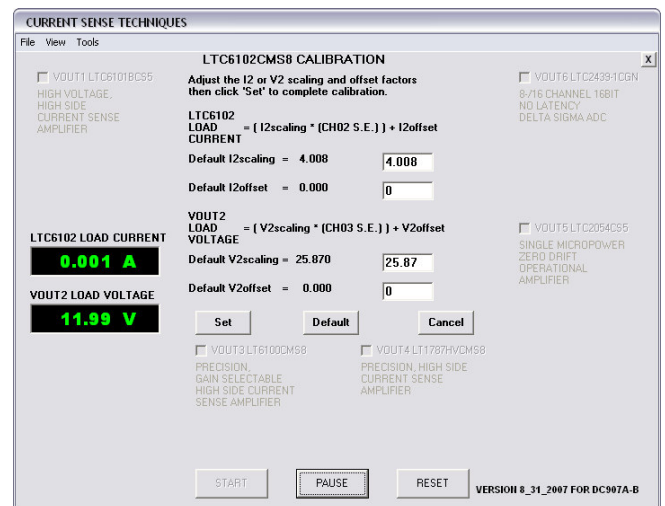 CURRENT SENSE TECHNIQUES
File View Tools
LTC6102CMS8 CALIBRATION
X
Adjust the I2 or V2 scaling and offset factors
then click 'Set' to complete calibration.
VOUT1 LTC6101BCS5
HIGH VOLTAGE,
HIGH SIDE
CURRENT SENSE
AMPLIFIER
VOUT6 LTC2439-1CGN
8-/16 CHANNEL 16BIT
NO LATENCY
DELTA SIGMA ADC
LTC6102
LOAD = ( I2scaling * (CH02 S.E.) ) + I2offset
CURRENT
Default I2scaling = 4.008
4.008
Default I2offset = 0.000
0
VOUT2
LOAD = ( V2scaling * (CH03 S.E.) ) + V2offset
VOLTAGE
Default V2scaling = 25.870
25.87
Default V2offset = 0.000
0
LTC6102 LOAD CURRENT
0.001 A
VOUT2 LOAD VOLTAGE
11.99 V
VOUT5 LTC2054CS5
SINGLE MICROPOWER
ZERO DRIFT
OPERATIONAL
AMPLIFIER
Set Default Cancel
VOUT3 LT6100CMS8
PRECISION,
GAIN SELECTABLE
HIGH SIDE CURRENT
SENSE AMPLIFIER
VOUT4 LT1787HVCMS8
PRECISION, HIGH SIDE
CURRENT SENSE
AMPLIFIER
START PAUSE RESET
VERSION 8_31_2007 FOR DC907A-B